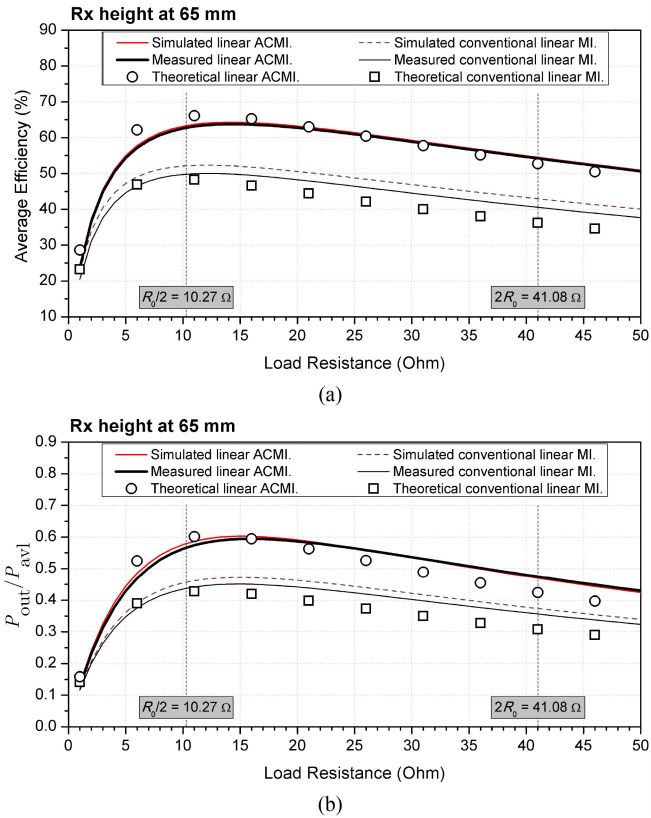 Rx height at 65 mm
Simulated linear ACMI.
Measured linear ACMI.
Theoretical linear ACMI.
Simulated conventional linear MI.
Measured conventional linear MI.
Theoretical conventional linear MI.
Average Efficiency (%)
90
80
70
60
50
40
30
20
10
R₀/2 = 10.27 Ω
2R₀ = 41.08 Ω
0 5 10 15 20 25 30 35 40 45 50
Load Resistance (Ohm)
(a)
Rx height at 65 mm
Simulated linear ACMI.
Measured linear ACMI.
Theoretical linear ACMI.
Simulated conventional linear MI.
Measured conventional linear MI.
Theoretical conventional linear MI.
P_out/P_avl
0.9
0.8
0.7
0.6
0.5
0.4
0.3
0.2
0.1
0.0
R₀/2 = 10.27 Ω
2R₀ = 41.08 Ω
0 5 10 15 20 25 30 35 40 45 50
Load Resistance (Ohm)
(b)